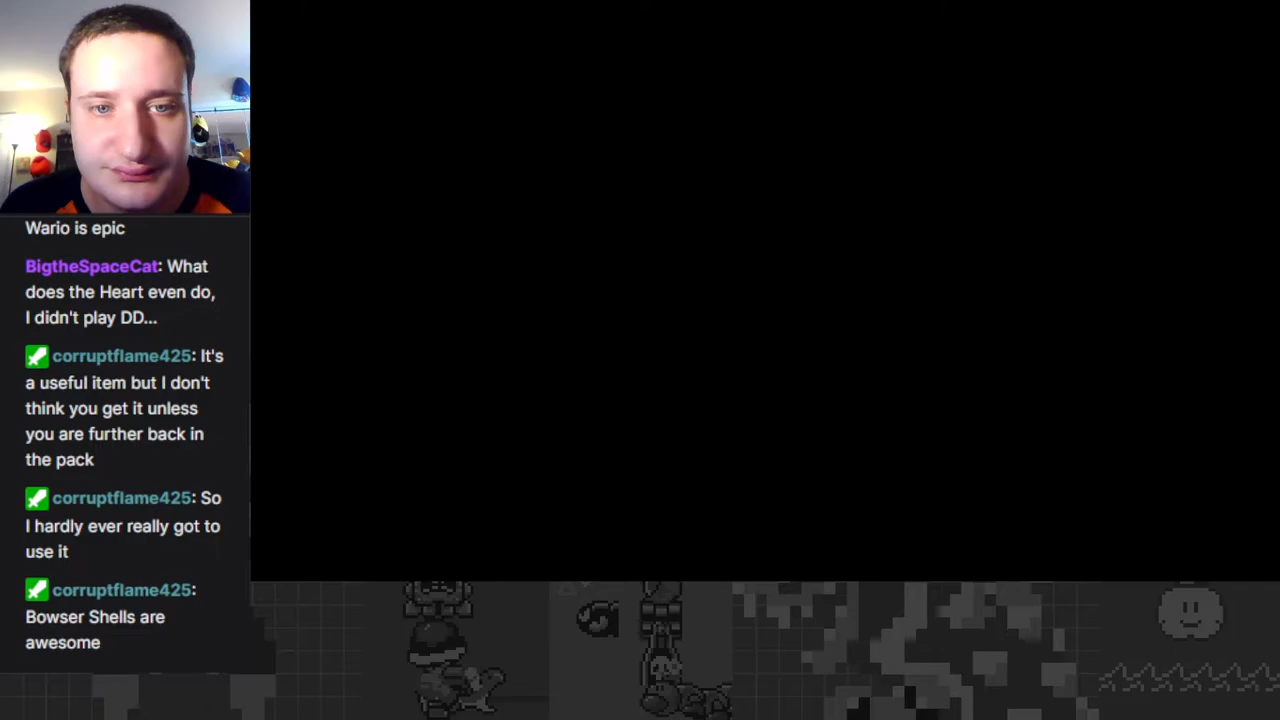 Wario is epic
BigtheSpaceCat: What
does the Heart even do,
I didn't play DD...
corruptflame425: It's
a useful item but I don't
think you get it unless
you are further back in
the pack
corruptflame425: So
I hardly ever really got to
use it
corruptflame425:
Bowser Shells are
awesome